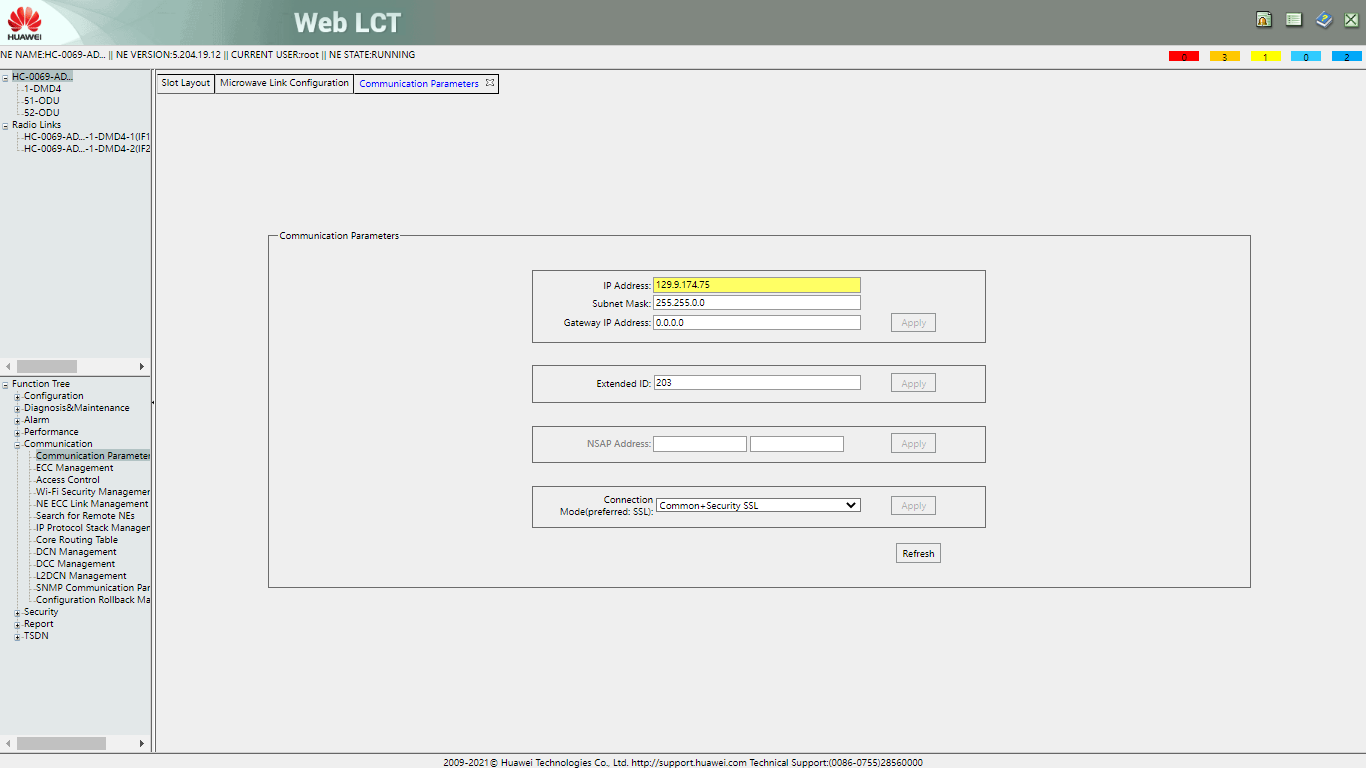 HUAWEI
Web LCT
NE NAME:HC-0069-AD... || NE VERSION:5.204.19.12 || CURRENT USER:root || NE STATE:RUNNING
0 3 1 0 2
HC-0069-AD...
1-DMD4
51-ODU
52-ODU
Radio Links
HC-0069-AD...-1-DMD4-1(IF1
HC-0069-AD...-1-DMD4-2(IF2
Function Tree
Configuration
Diagnosis&Maintenance
Alarm
Performance
Communication
Communication Parameter
ECC Management
Access Control
Wi-Fi Security Managemer
NE ECC Link Management
Search for Remote NEs
IP Protocol Stack Manager
Core Routing Table
DCN Management
DCC Management
L2DCN Management
SNMP Communication Par
Configuration Rollback Ma
Security
Report
TSDN
Slot Layout Microwave Link Configuration Communication Parameters
Communication Parameters
IP Address: 129.9.174.75
Subnet Mask: 255.255.0.0
Gateway IP Address: 0.0.0.0 Apply
Extended ID: 203 Apply
NSAP Address: Apply
Connection
Mode(preferred: SSL): Common+Security SSL Apply
Refresh
2009-2021© Huawei Technologies Co., Ltd. http://support.huawei.com Technical Support:(0086-0755)28560000